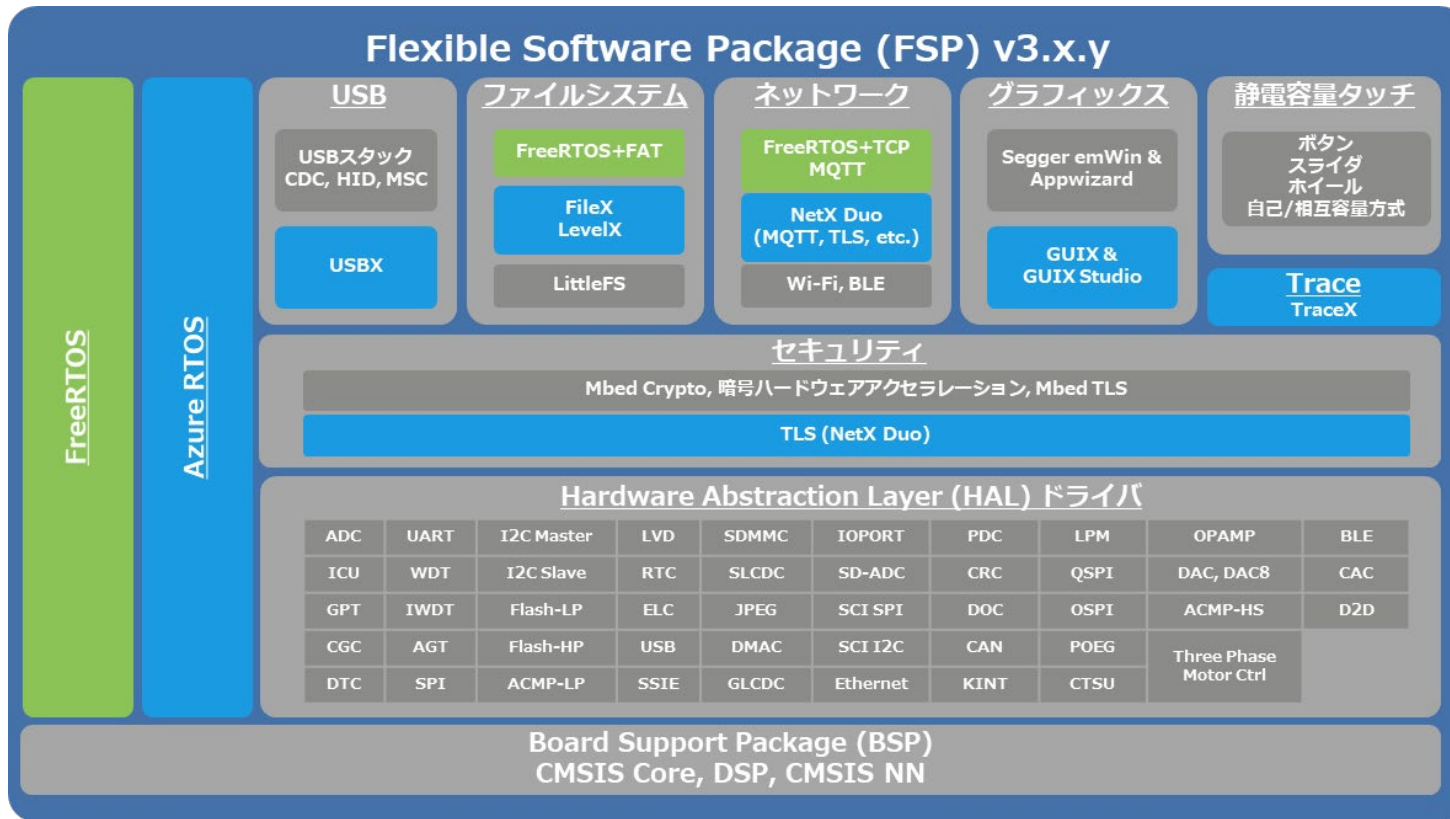 Flexible Software Package (FSP) v3.x.y
FreeRTOS
Azure RTOS
USB
USBスタック
CDC, HID, MSC
USBX
ファイルシステム
FreeRTOS+FAT
FileX
LevelX
LittleFS
ネットワーク
FreeRTOS+TCP
MQTT
NetX Duo
(MQTT, TLS, etc.)
Wi-Fi, BLE
グラフィックス
Segger emWin &
Appwizard
GUIX &
GUIX Studio
静電容量タッチ
ボタン
スライダ
ホイール
自己/相互容量方式
Trace
TraceX
セキュリティ
Mbed Crypto, 暗号ハードウェアアクセラレーション, Mbed TLS
TLS (NetX Duo)
Hardware Abstraction Layer (HAL) ドライバ
ADC UART I2C Master LVD SDMMC IOPORT PDC LPM OPAMP BLE
ICU WDT I2C Slave RTC SLCDC SD-ADC CRC QSPI DAC, DAC8 CAC
GPT IWDT Flash-LP ELC JPEG SCI SPI DOC OSPI ACMP-HS D2D
CGC AGT Flash-HP USB DMAC SCI I2C CAN POEG Three Phase
DTC SPI ACMP-LP SSIE GLCDC Ethernet KINT CTSU Motor Ctrl
Board Support Package (BSP)
CMSIS Core, DSP, CMSIS NN